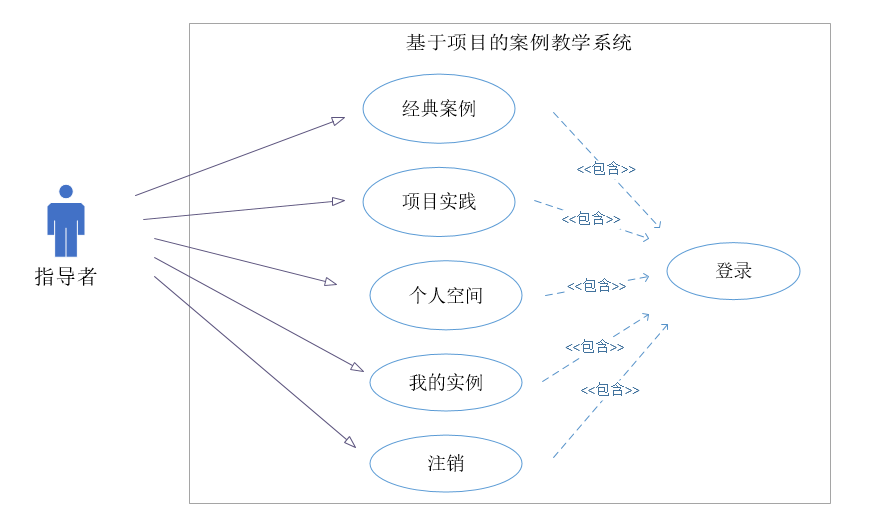 基于项目的案例教学系统
经典案例
<<包含>>
项目实践
<<包含>>
指导者
登录
个人空间
<<包含>>
我的实例
<<包含>>
<<包含>>
注销